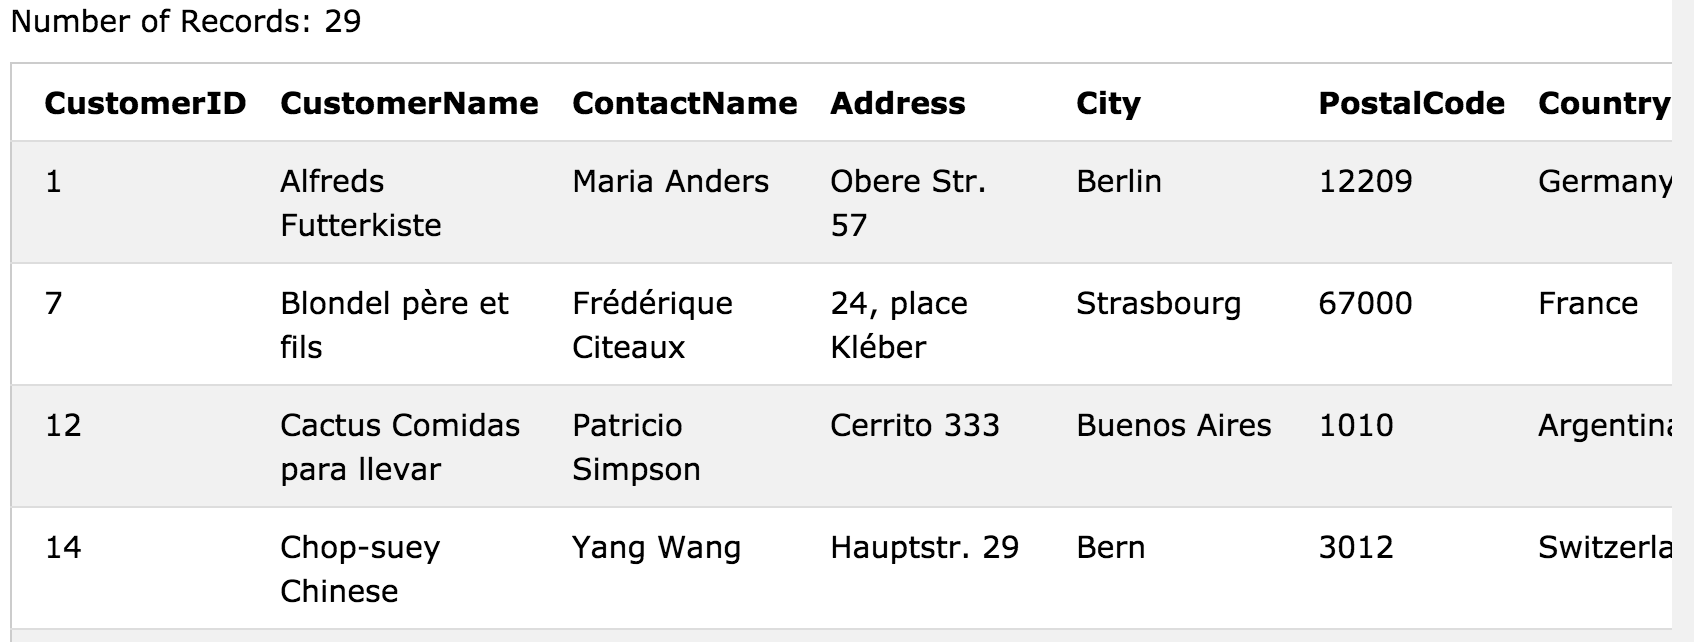 Number of Records: 29
CustomerID CustomerName ContactName Address City PostalCode Country
1 Alfreds Maria Anders Obere Str. Berlin 12209 Germany
Futterkiste 57
7 Blondel père et Frédérique 24, place Strasbourg 67000 France
fils Citeaux Kléber
12 Cactus Comidas Patricio Cerrito 333 Buenos Aires 1010 Argentina
para llevar Simpson
14 Chop-suey Yang Wang Hauptstr. 29 Bern 3012 Switzerla
Chinese